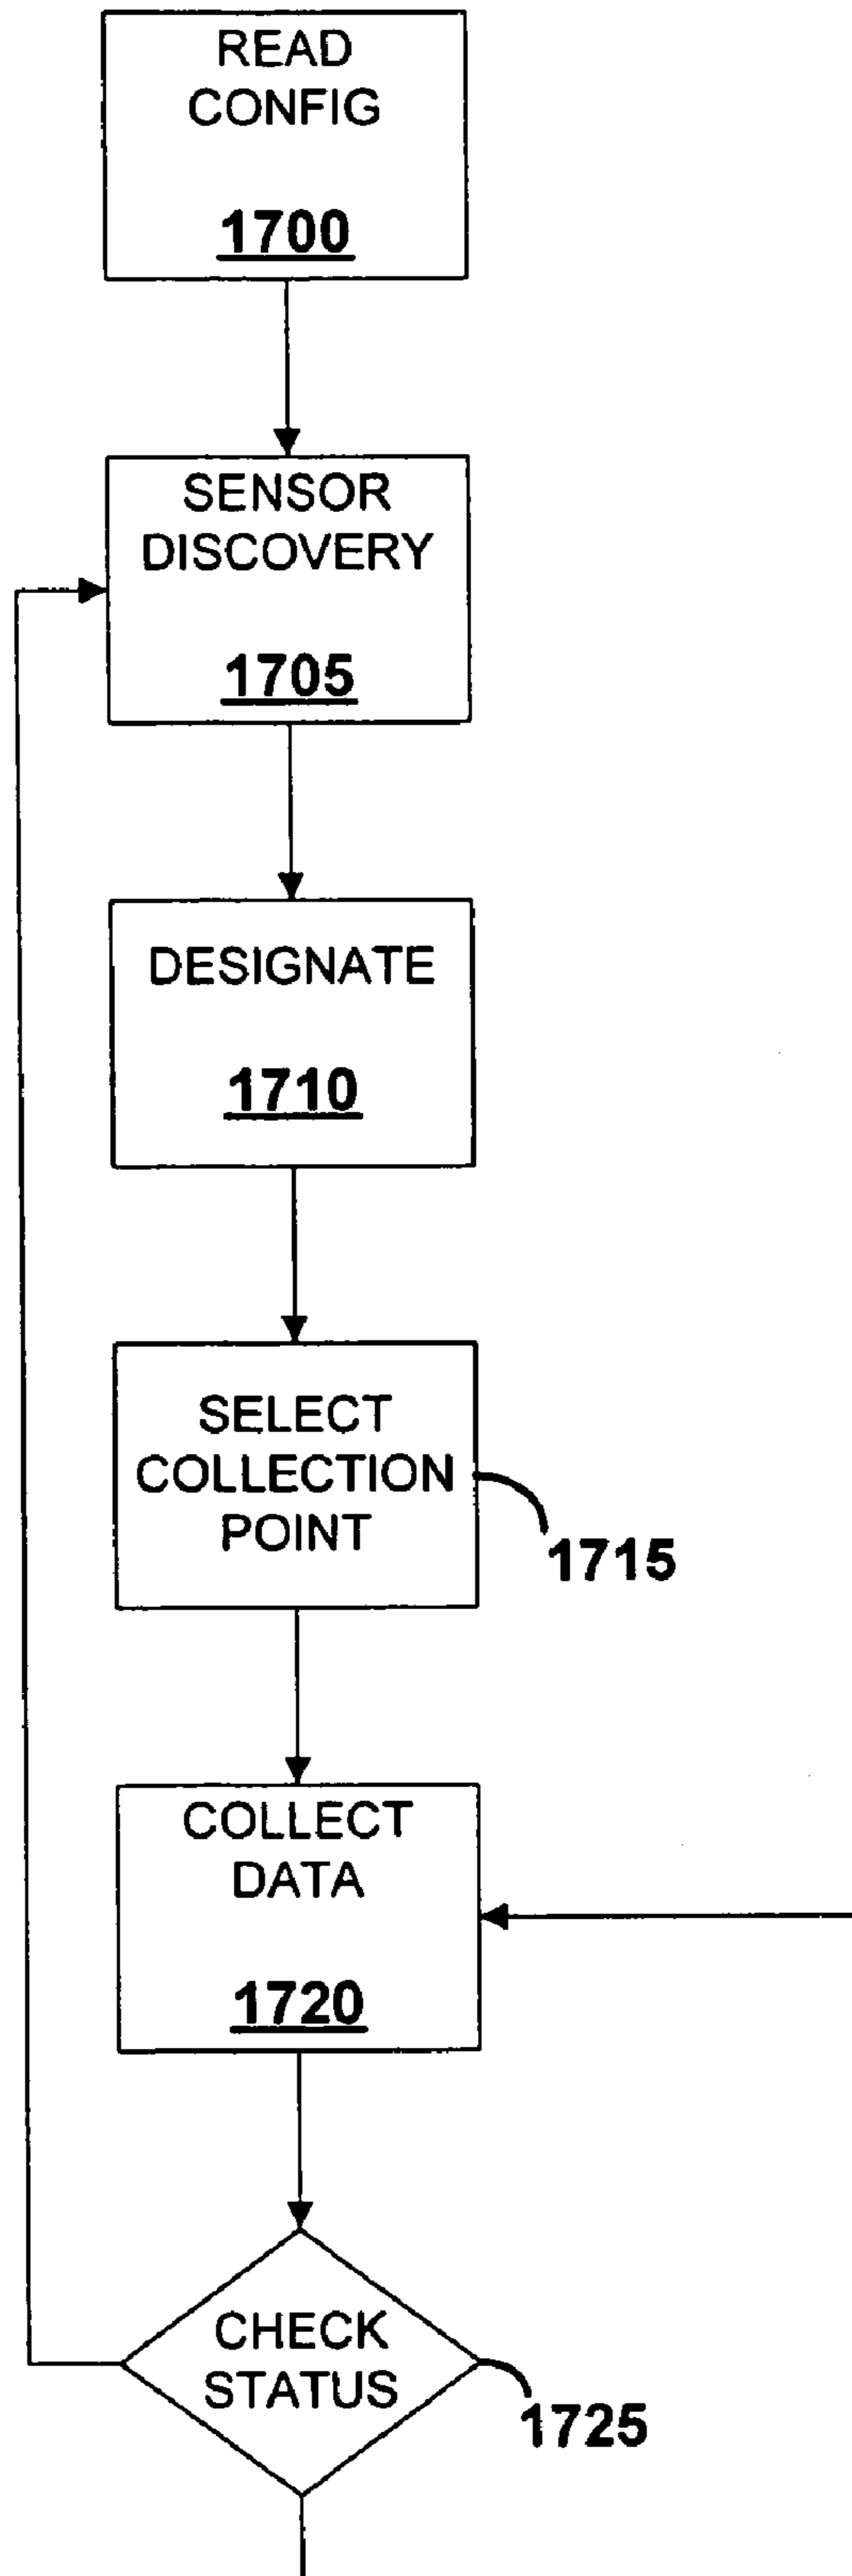 READ
CONFIG
1700
SENSOR
DISCOVERY
1705
DESIGNATE
1710
SELECT
COLLECTION
POINT
1715
COLLECT
DATA
1720
CHECK
STATUS
1725